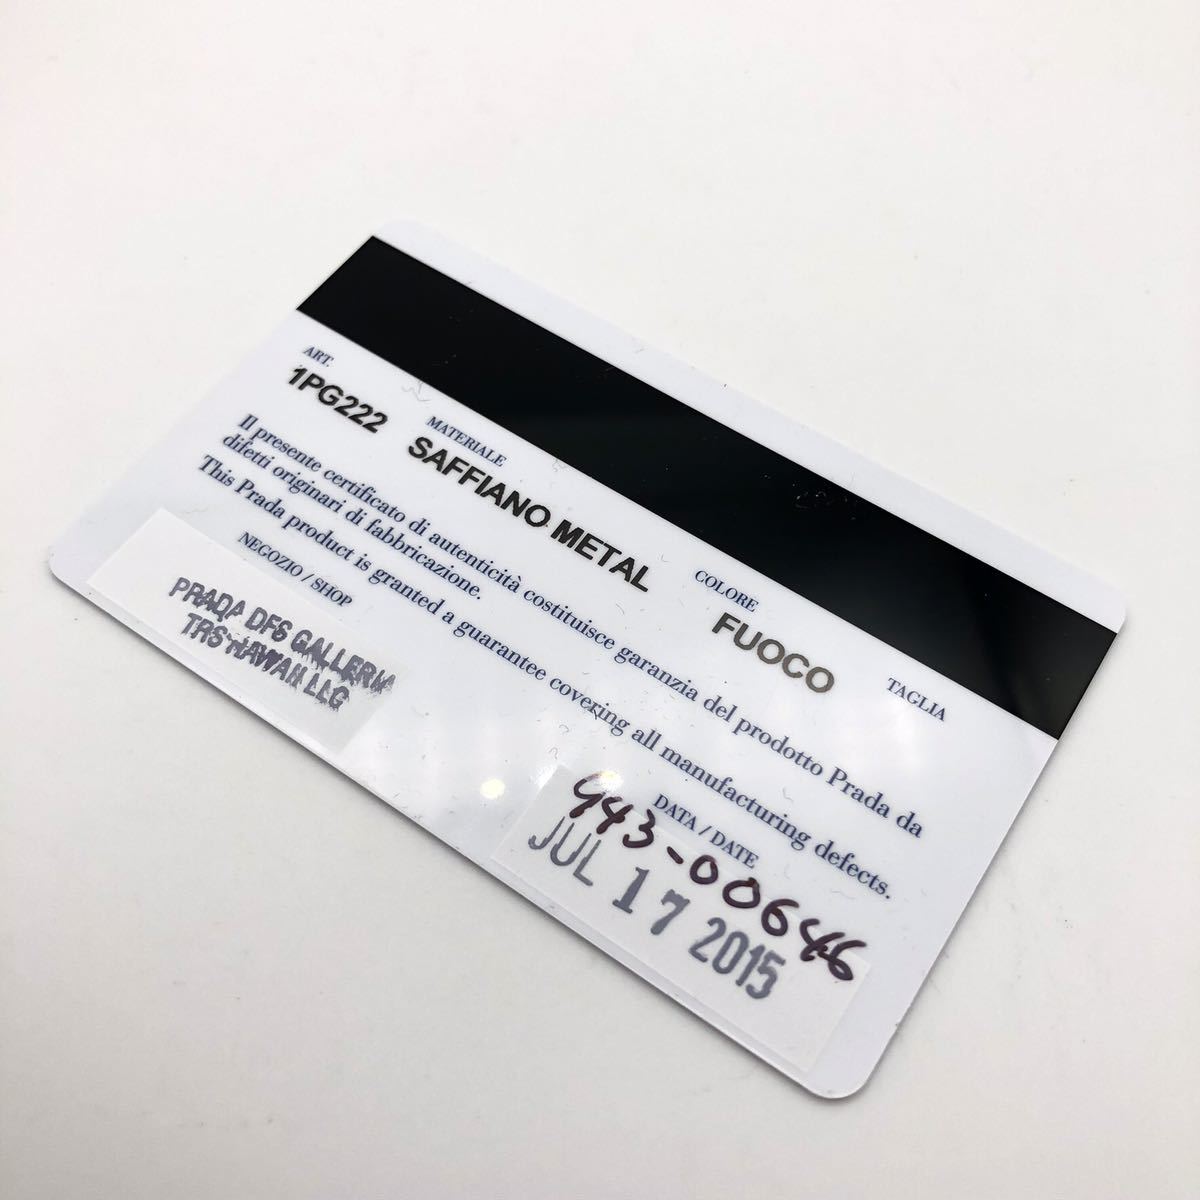 ART.
1PG222
MATERIALE
SAFFIANO METAL
COLORE
FUOCO
TAGLIA
Il presente certificato di autenticità costituisce garanzia del prodotto Prada da
difetti originari di fabbricazione.
This Prada product is granted a guarantee covering all manufacturing defects.
NEGOZIO / SHOP
PRADA DFS GALLERIA
TRS HAWAII LLC
DATA / DATE
443-00646
JUL 17 2015